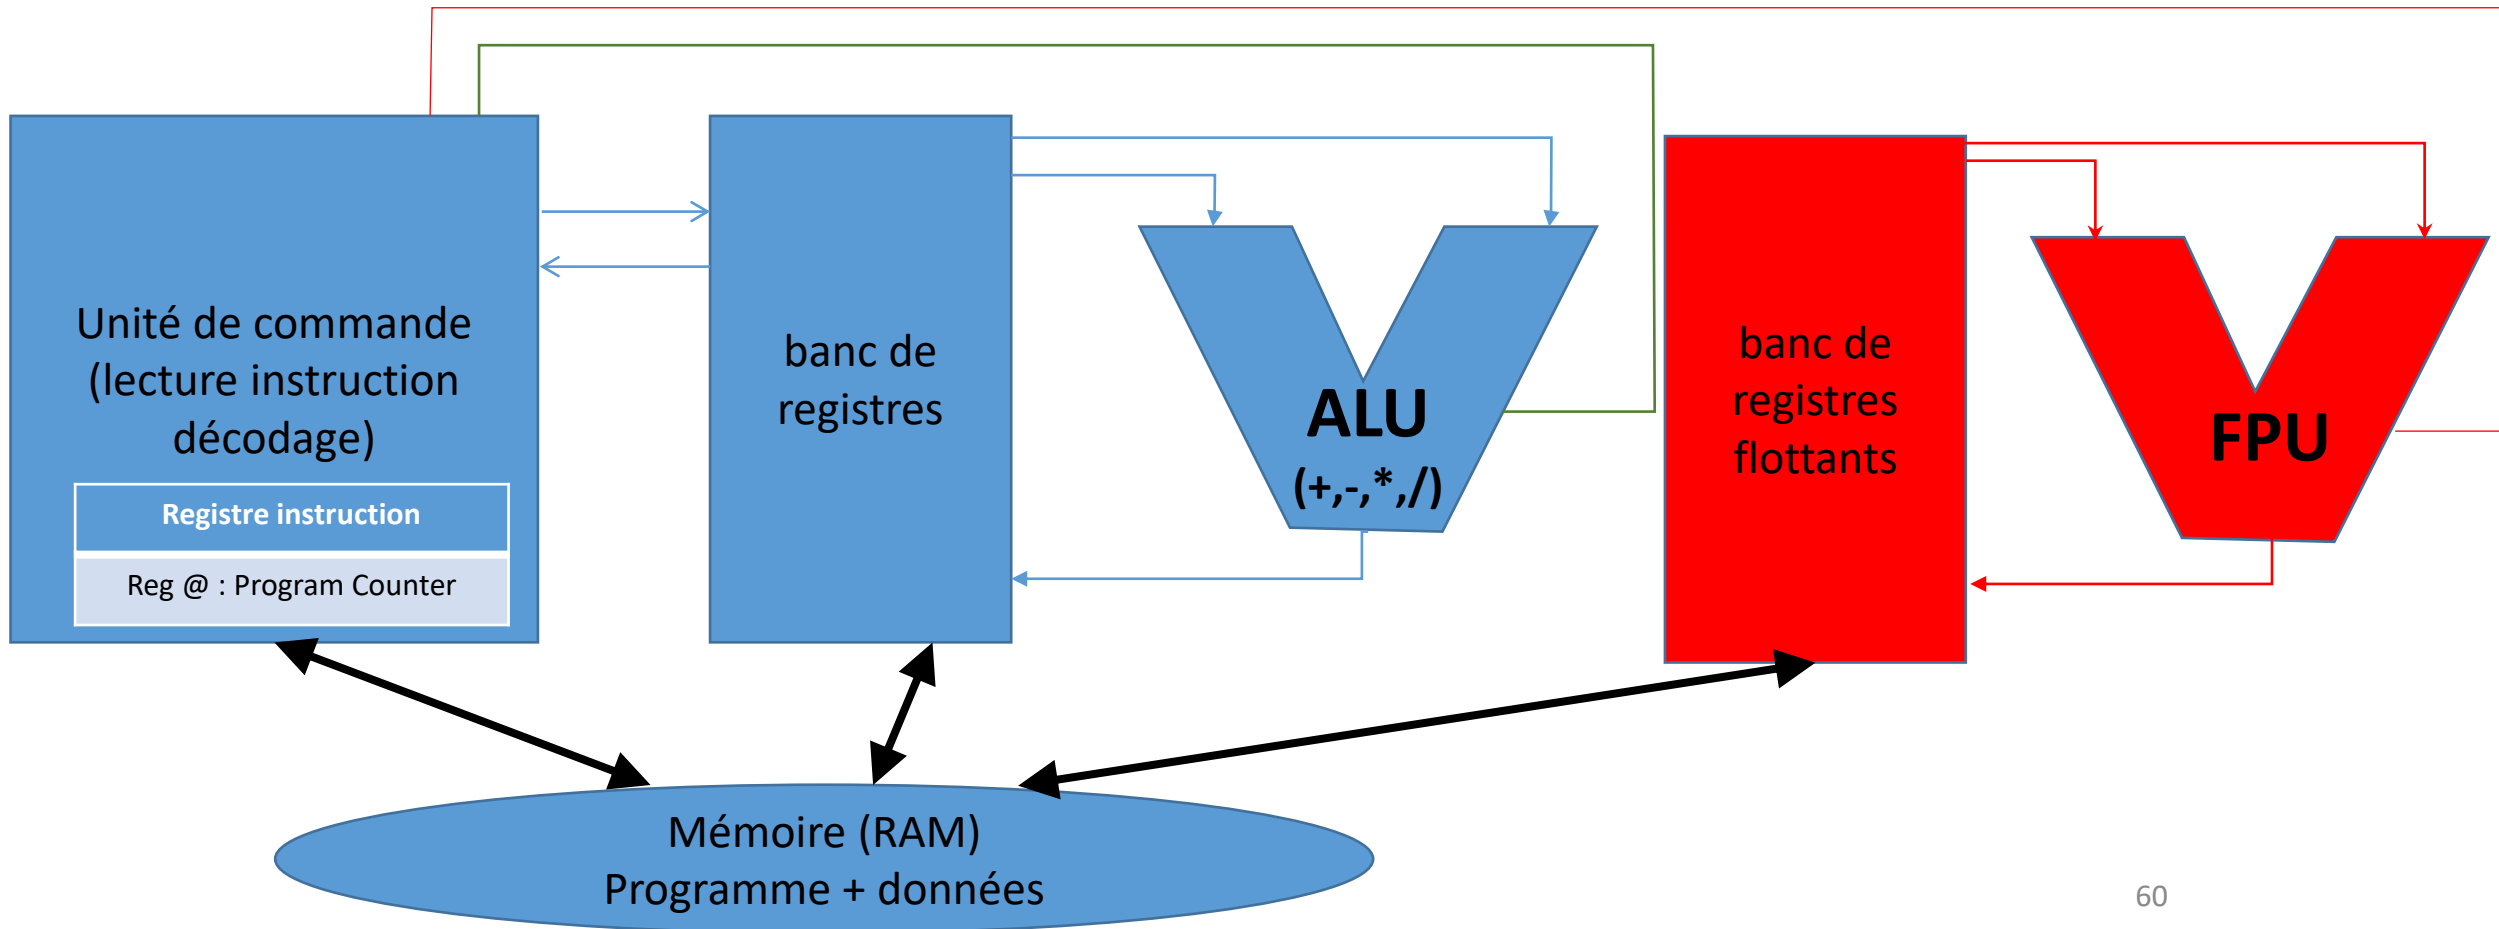 Unité de commande
(lecture instruction
décodage)
Registre instruction
Reg @ : Program Counter
banc de
registres
ALU
(+,-,*,/)
banc de
registres
flottants
FPU
Mémoire (RAM)
Programme + données
60